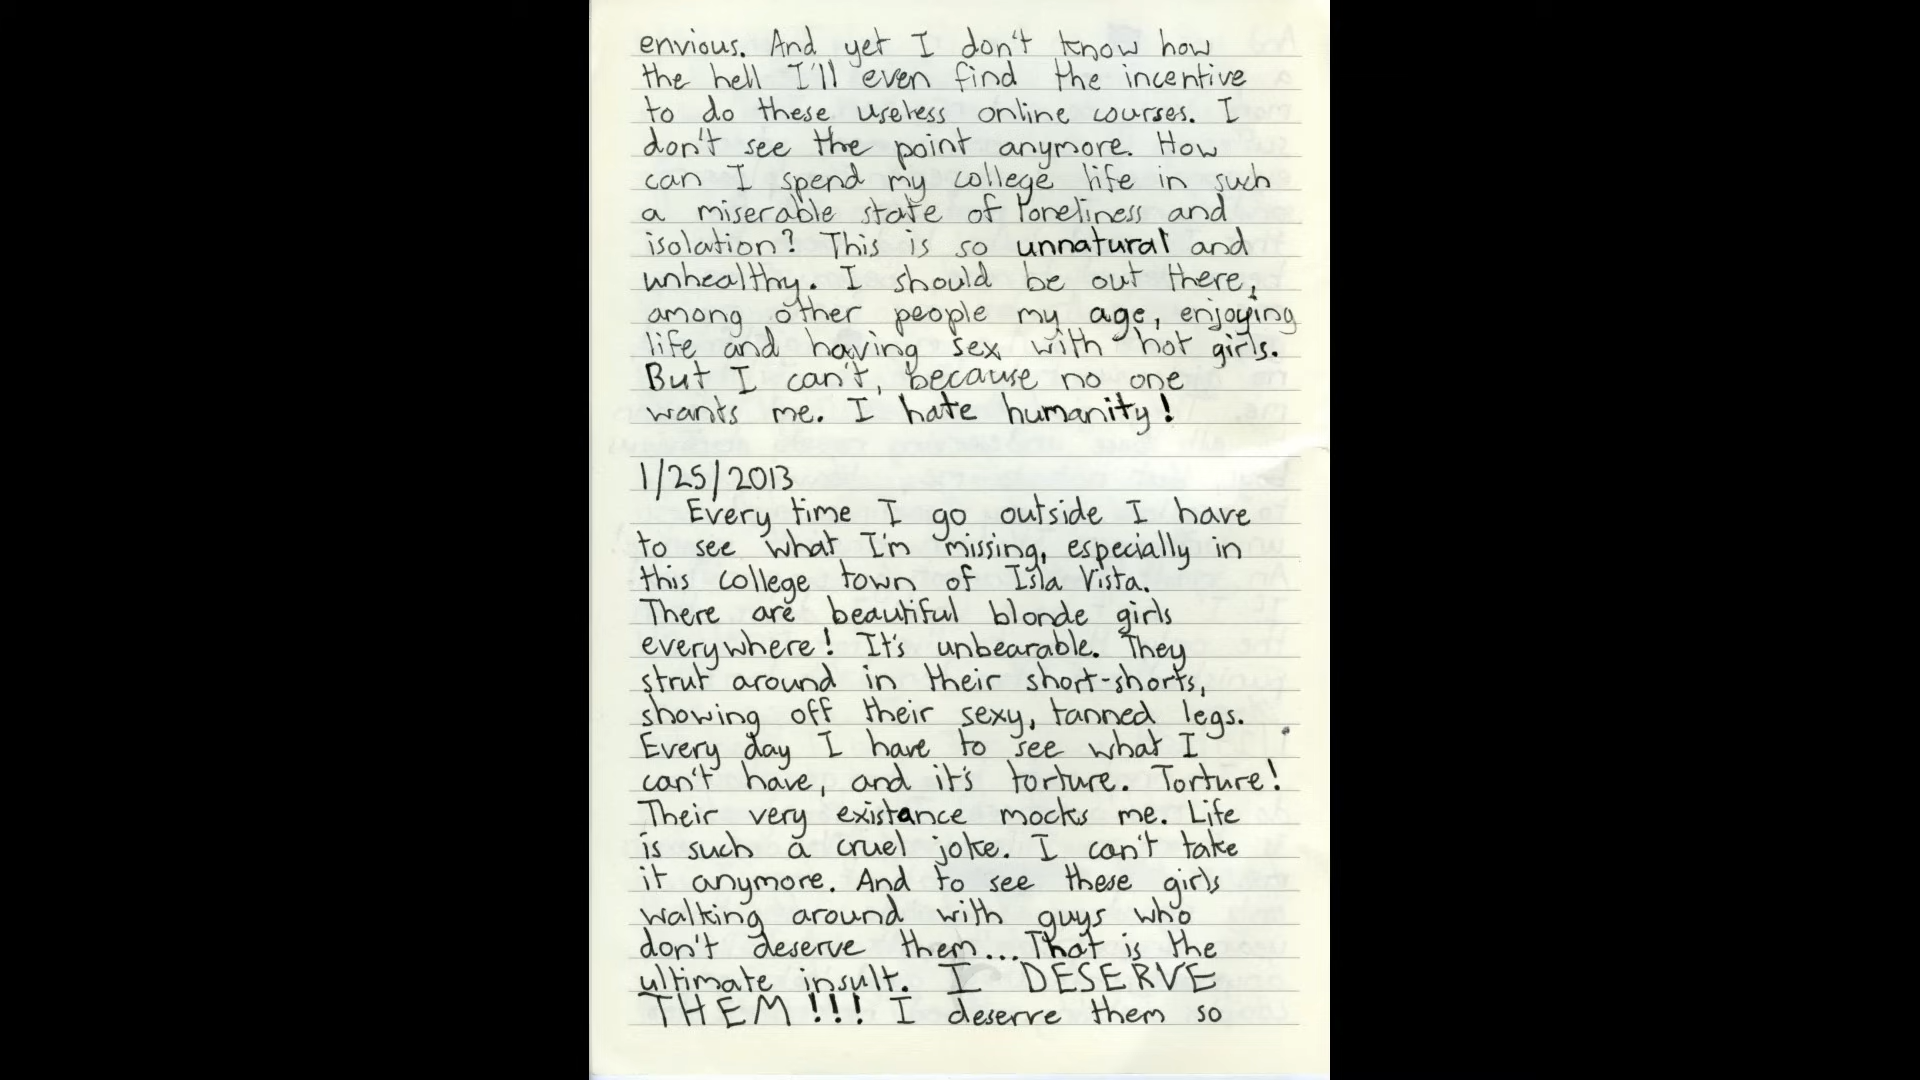 envious. And yet I don't know how
the hell I'll even find the incentive
to do these useless online courses. I
don't see the point anymore. How
can I spend my college life in such
a miserable state of loneliness and
isolation? This is so unnatural and
unhealthy. I should be out there,
among other people my age, enjoying
life and having sex with hot girls.
But I can't, because no one
wants me. I hate humanity!
1/25/2013
Every time I go outside I have
to see what I'm missing, especially in
this college town of Isla Vista.
There are beautiful blonde girls
everywhere! It's unbearable. They
strut around in their short-shorts,
showing off their sexy, tanned legs.
Every day I have to see what I
can't have, and it's torture. Torture!
Their very existance mocks me. Life
is such a cruel joke. I can't take
it anymore. And to see these girls
walking around with guys who
don't deserve them...That is the
ultimate insult. I DESERVE
THEM!!! I deserve them so